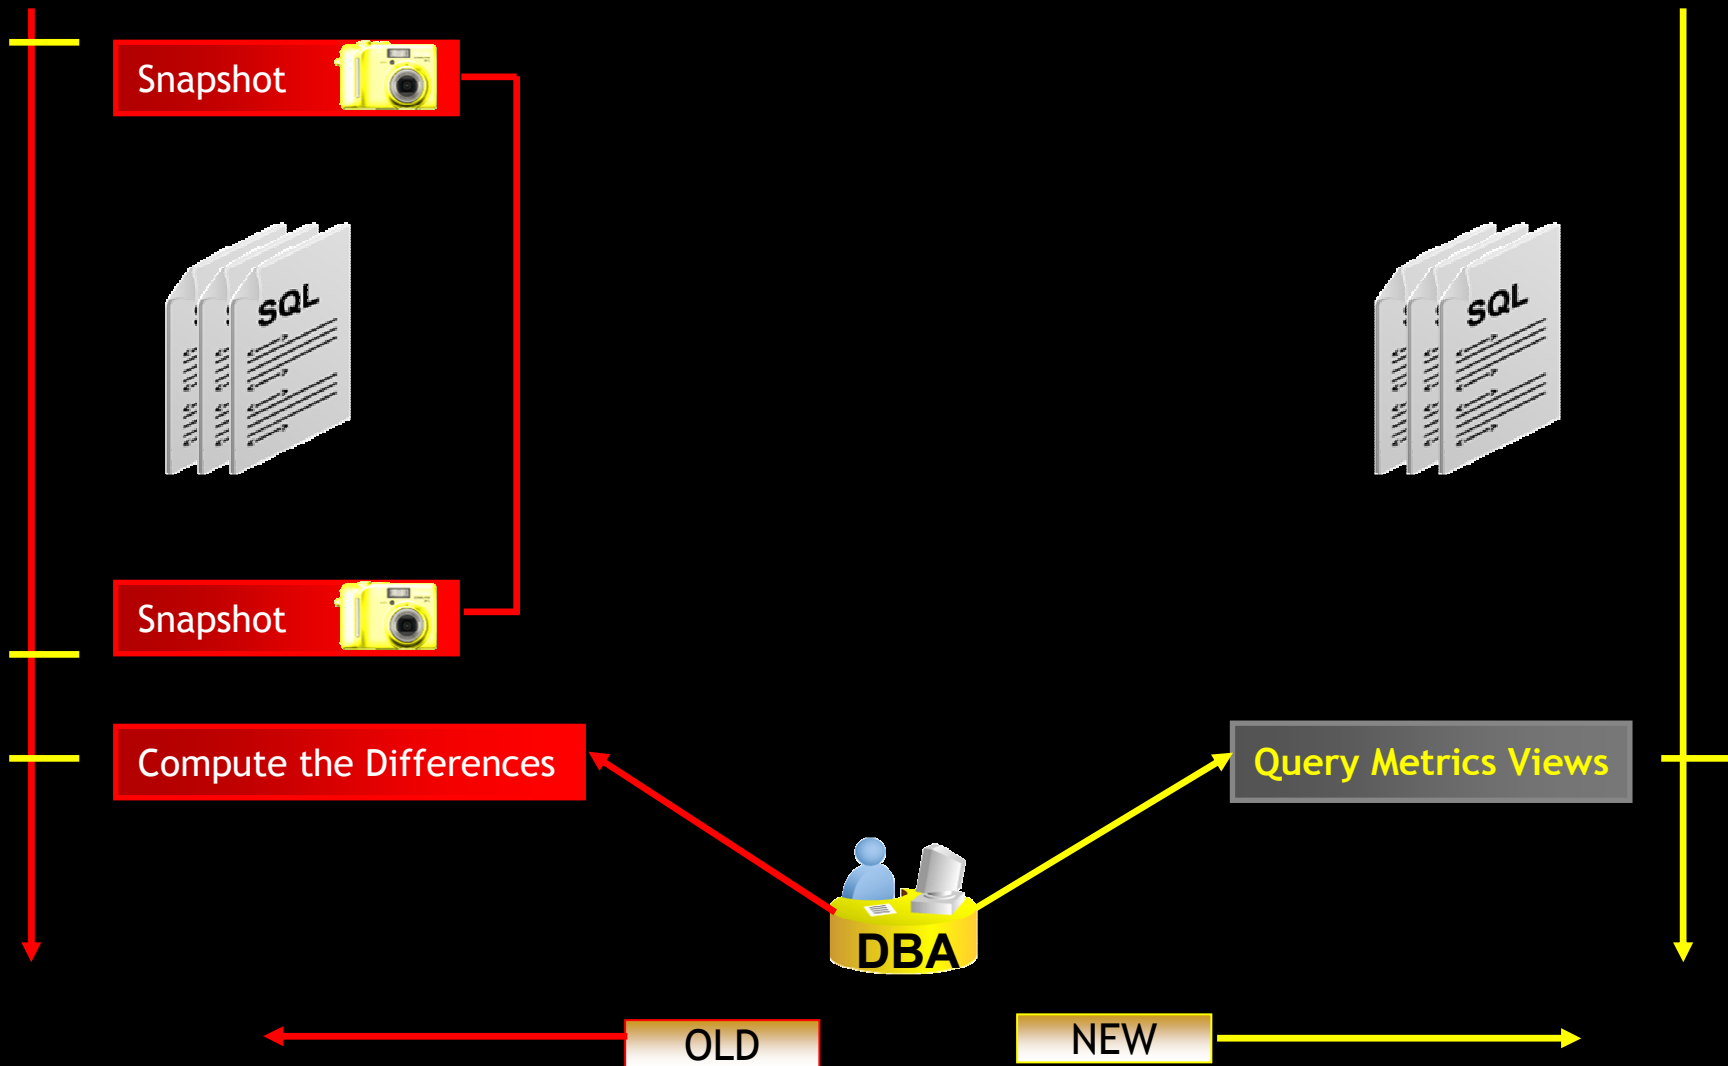 Snapshot
SQL
SQL
Snapshot
Compute the Differences
Query Metrics Views
DBA
OLD
NEW